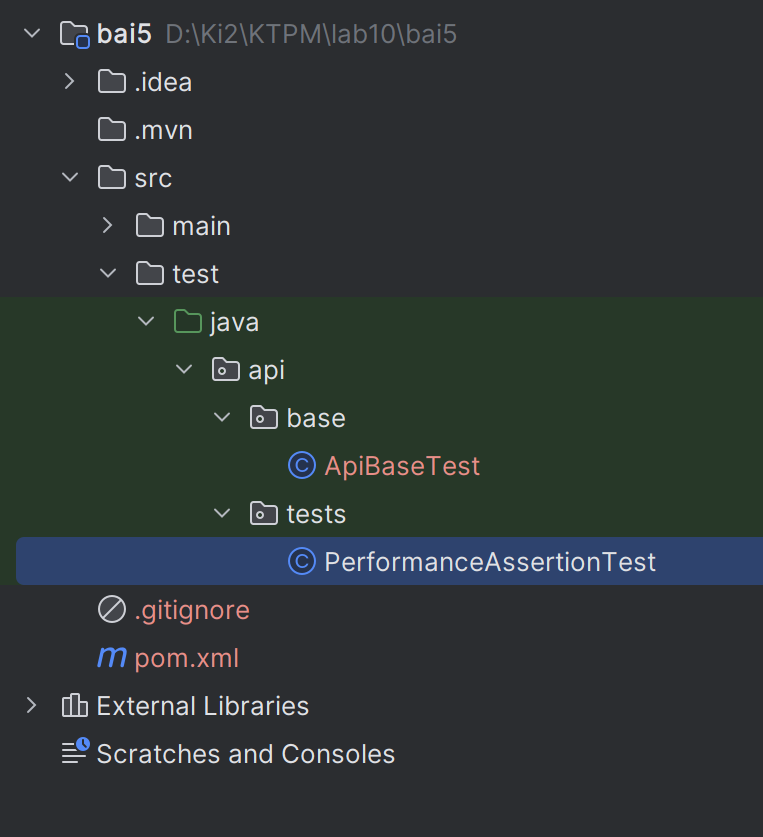 bai5 D:\Ki2\KTPM\lab10\bai5
.idea
.mvn
src
main
test
java
api
base
ApiBaseTest
tests
PerformanceAssertionTest
.gitignore
pom.xml
External Libraries
Scratches and Consoles